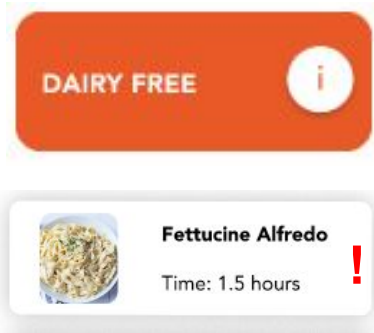 DAIRY FREE
i
Fettucine Alfredo
Time: 1.5 hours
!